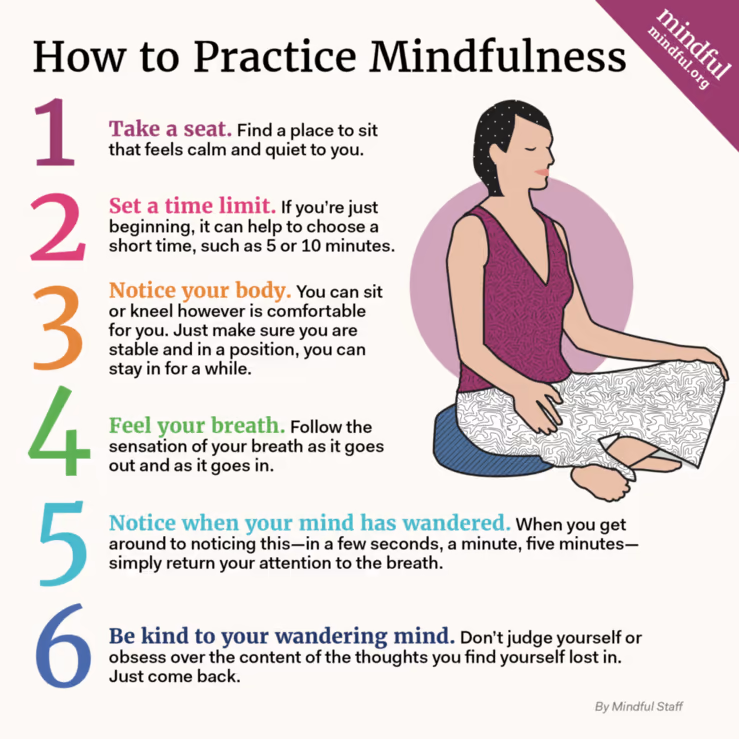 How to Practice Mindfulness
mindful
mindful.org
1
Take a seat. Find a place to sit
that feels calm and quiet to you.
2
Set a time limit. If you’re just
beginning, it can help to choose a
short time, such as 5 or 10 minutes.
3
Notice your body. You can sit
or kneel however is comfortable
for you. Just make sure you are
stable and in a position, you can
stay in for a while.
4
Feel your breath. Follow the
sensation of your breath as it goes
out and as it goes in.
5
Notice when your mind has wandered. When you get
around to noticing this—in a few seconds, a minute, five minutes—
simply return your attention to the breath.
6
Be kind to your wandering mind. Don’t judge yourself or
obsess over the content of the thoughts you find yourself lost in.
Just come back.
By Mindful Staff